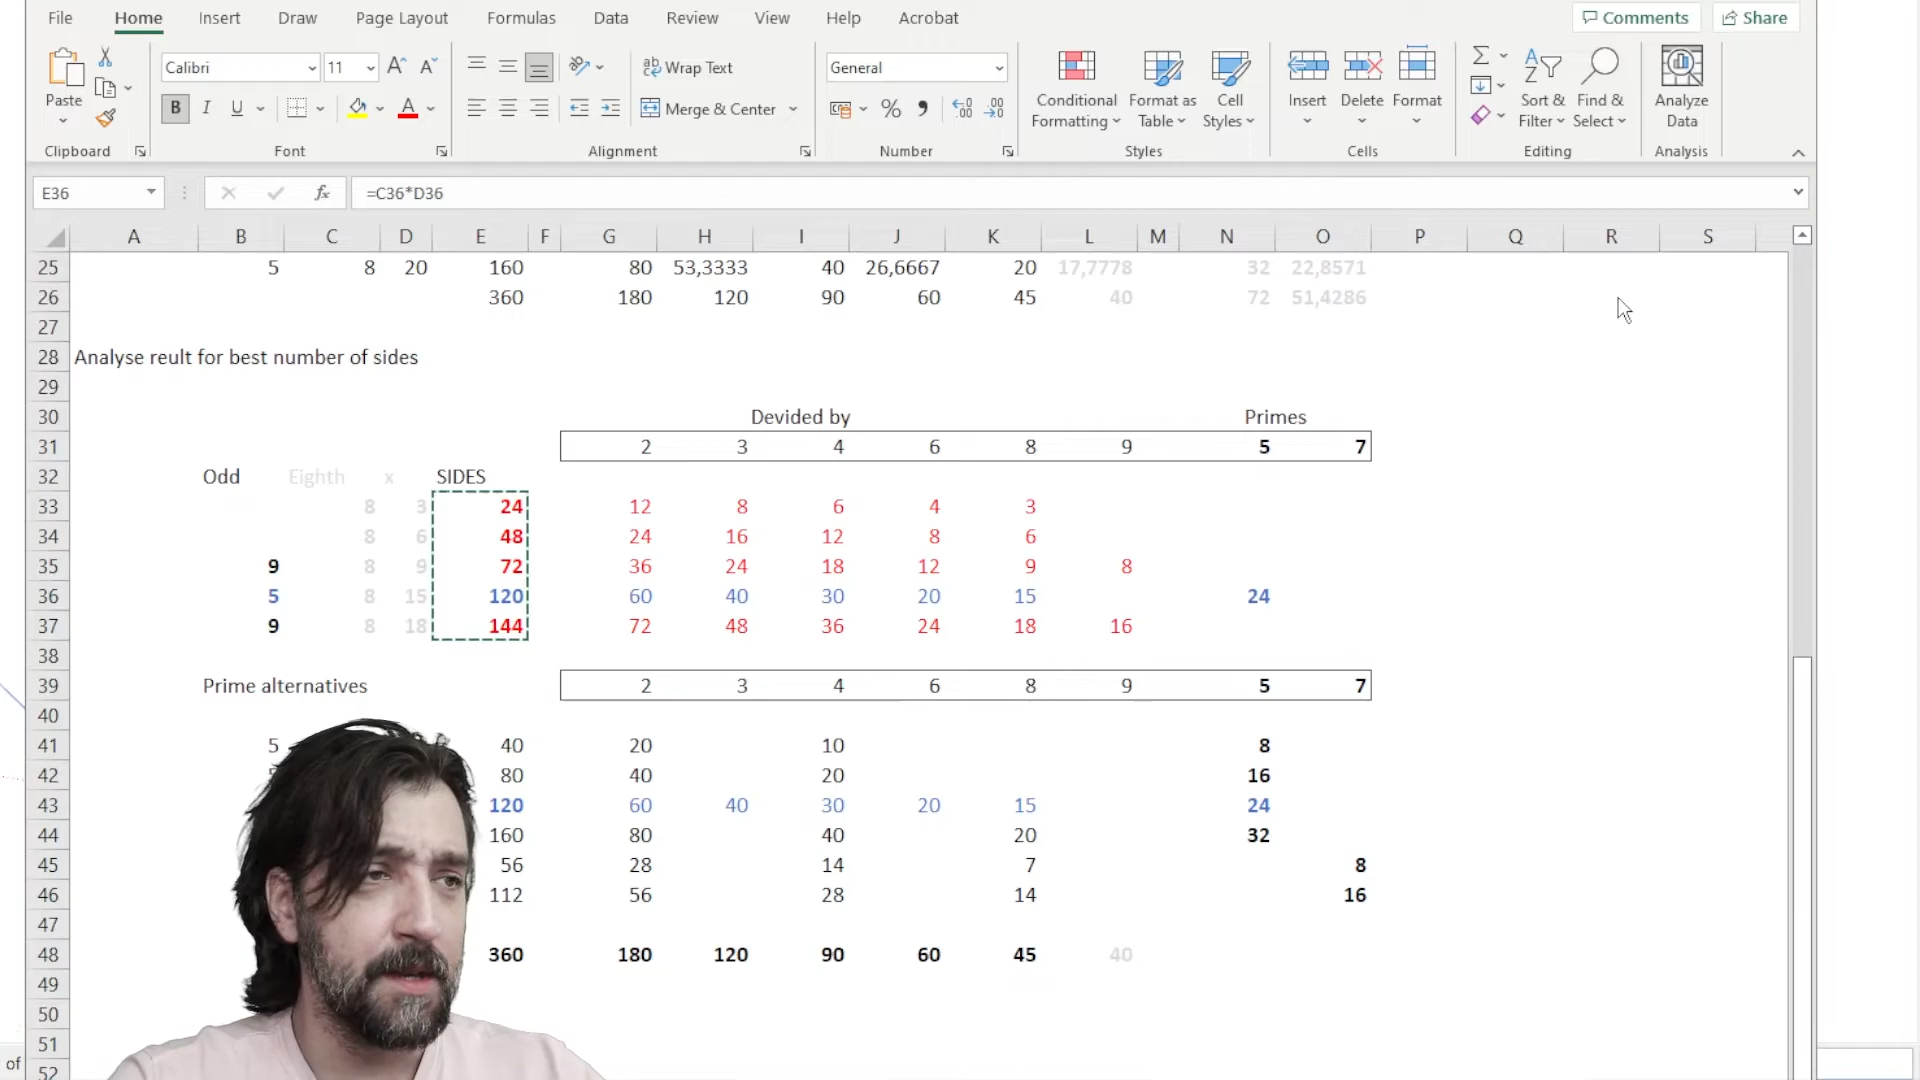 File Home Insert Draw Page Layout Formulas Data Review View Help Acrobat Comments Share
Paste Calibri 11 A A Wrap Text General Conditional Formatting Format as Table Cell Styles Insert Delete Format Sort & Filter Find & Select Analyze Data
B I U A Merge & Center %
Clipboard Font Alignment Number Styles Cells Editing Analysis
E36 fx =C36*D36
A B C D E F G H I J K L M N O P Q R S
25 5 8 20 160 80 53,3333 40 26,6667 20 17,7778 32 22,8571
26 360 180 120 90 60 45 40 72 51,4286
27
28 Analyse reult for best number of sides
29
30 Devided by Primes
31 2 3 4 6 8 9 5 7
32 Odd Eighth x SIDES
33 8 3 24 12 8 6 4 3
34 8 6 48 24 16 12 8 6
35 9 8 9 72 36 24 18 12 9 8
36 5 8 15 120 60 40 30 20 15 24
37 9 8 18 144 72 48 36 24 18 16
38
39 Prime alternatives 2 3 4 6 8 9 5 7
40
41 5 40 20 10 8
42 80 40 20 16
43 120 60 40 30 20 15 24
44 160 80 40 20 32
45 56 28 14 7 8
46 112 56 28 14 16
47
48 360 180 120 90 60 45 40
49
50
51
52
of